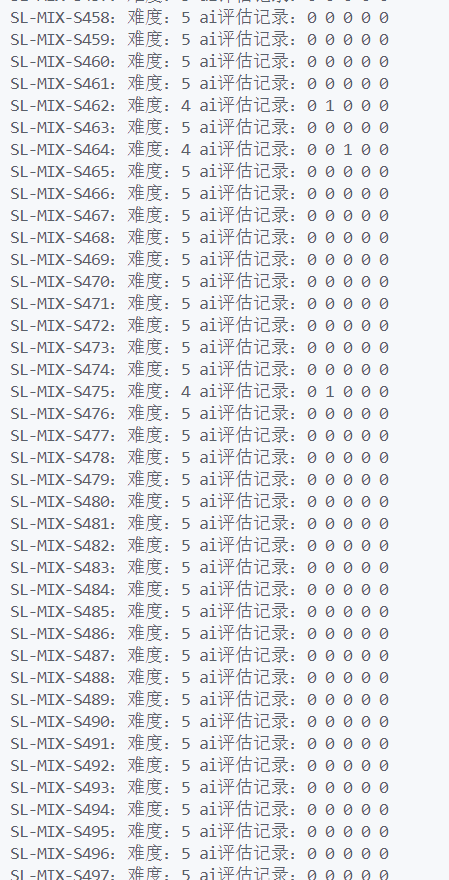 SL-MIX-S458: 难度: 5 ai评估记录: 0 0 0 0 0
SL-MIX-S459: 难度: 5 ai评估记录: 0 0 0 0 0
SL-MIX-S460: 难度: 5 ai评估记录: 0 0 0 0 0
SL-MIX-S461: 难度: 5 ai评估记录: 0 0 0 0 0
SL-MIX-S462: 难度: 4 ai评估记录: 0 1 0 0 0
SL-MIX-S463: 难度: 5 ai评估记录: 0 0 0 0 0
SL-MIX-S464: 难度: 4 ai评估记录: 0 0 1 0 0
SL-MIX-S465: 难度: 5 ai评估记录: 0 0 0 0 0
SL-MIX-S466: 难度: 5 ai评估记录: 0 0 0 0 0
SL-MIX-S467: 难度: 5 ai评估记录: 0 0 0 0 0
SL-MIX-S468: 难度: 5 ai评估记录: 0 0 0 0 0
SL-MIX-S469: 难度: 5 ai评估记录: 0 0 0 0 0
SL-MIX-S470: 难度: 5 ai评估记录: 0 0 0 0 0
SL-MIX-S471: 难度: 5 ai评估记录: 0 0 0 0 0
SL-MIX-S472: 难度: 5 ai评估记录: 0 0 0 0 0
SL-MIX-S473: 难度: 5 ai评估记录: 0 0 0 0 0
SL-MIX-S474: 难度: 5 ai评估记录: 0 0 0 0 0
SL-MIX-S475: 难度: 4 ai评估记录: 0 1 0 0 0
SL-MIX-S476: 难度: 5 ai评估记录: 0 0 0 0 0
SL-MIX-S477: 难度: 5 ai评估记录: 0 0 0 0 0
SL-MIX-S478: 难度: 5 ai评估记录: 0 0 0 0 0
SL-MIX-S479: 难度: 5 ai评估记录: 0 0 0 0 0
SL-MIX-S480: 难度: 5 ai评估记录: 0 0 0 0 0
SL-MIX-S481: 难度: 5 ai评估记录: 0 0 0 0 0
SL-MIX-S482: 难度: 5 ai评估记录: 0 0 0 0 0
SL-MIX-S483: 难度: 5 ai评估记录: 0 0 0 0 0
SL-MIX-S484: 难度: 5 ai评估记录: 0 0 0 0 0
SL-MIX-S485: 难度: 5 ai评估记录: 0 0 0 0 0
SL-MIX-S486: 难度: 5 ai评估记录: 0 0 0 0 0
SL-MIX-S487: 难度: 5 ai评估记录: 0 0 0 0 0
SL-MIX-S488: 难度: 5 ai评估记录: 0 0 0 0 0
SL-MIX-S489: 难度: 5 ai评估记录: 0 0 0 0 0
SL-MIX-S490: 难度: 5 ai评估记录: 0 0 0 0 0
SL-MIX-S491: 难度: 5 ai评估记录: 0 0 0 0 0
SL-MIX-S492: 难度: 5 ai评估记录: 0 0 0 0 0
SL-MIX-S493: 难度: 5 ai评估记录: 0 0 0 0 0
SL-MIX-S494: 难度: 5 ai评估记录: 0 0 0 0 0
SL-MIX-S495: 难度: 5 ai评估记录: 0 0 0 0 0
SL-MIX-S496: 难度: 5 ai评估记录: 0 0 0 0 0
SL-MIX-S497: 难度: 5 ai评估记录: 0 0 0 0 0